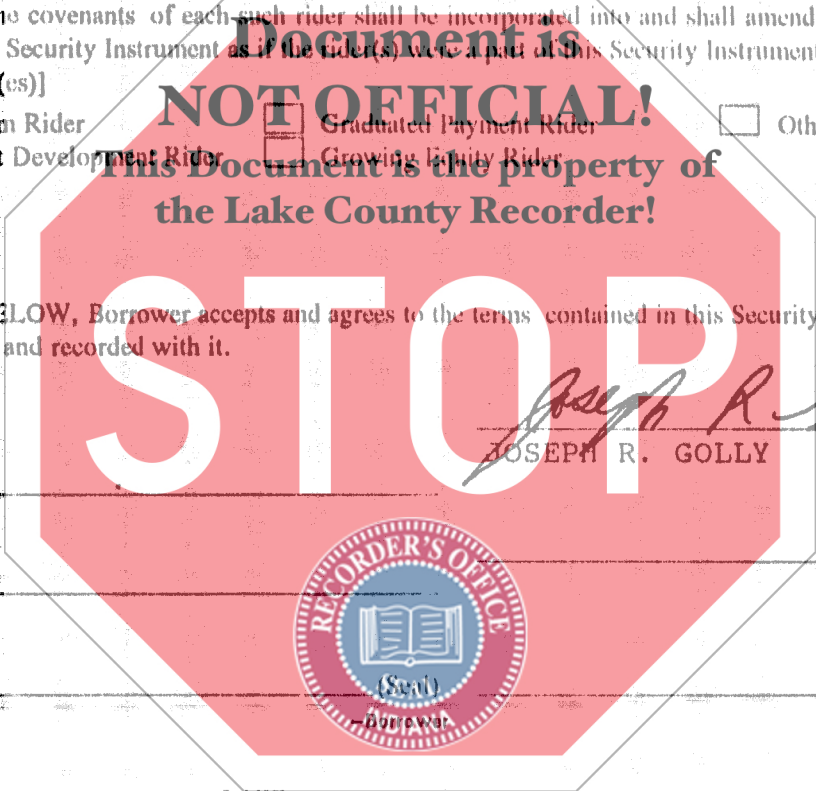 e covenants of each such rider shall be incorporated into and shall amend
Document is
Security Instrument as if the rider(s) were a part of this Security Instrument
(es)]
NOT OFFICIAL!
n Rider Graduated Payment Rider Oth
t Development Rider Growing Equity Rider
This Document is the property of
the Lake County Recorder!
ELOW, Borrower accepts and agrees to the terms contained in this Security
and recorded with it.
STOP
Joseph R
JOSEPH R. GOLLY
RECORDER'S OFFICE
(Seal)
–Borrower
INDIANA